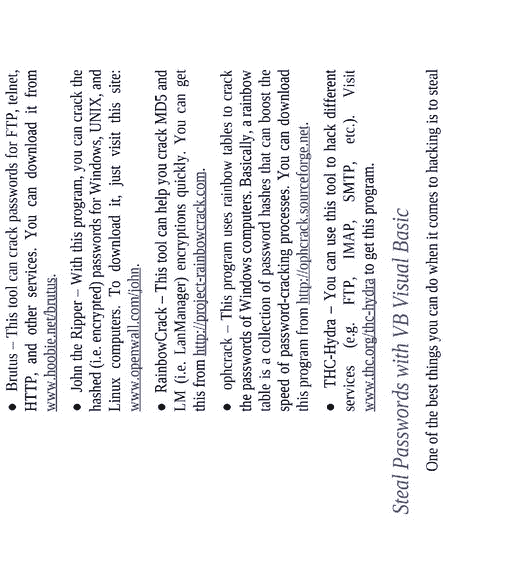 ● Brutus – This tool can crack passwords for FTP, telnet,
HTTP, and other services. You can download it from
www.hoobie.net/brutus.
● John the Ripper – With this program, you can crack the
hashed (i.e. encrypted) passwords for Windows, UNIX, and
Linux computers. To download it, just visit this site:
www.openwall.com/john.
● RainbowCrack – This tool can help you crack MD5 and
LM (i.e. LanManager) encryptions quickly. You can get
this from http://project-rainbowcrack.com.
● ophcrack – This program uses rainbow tables to crack
the passwords of Windows computers. Basically, a rainbow
table is a collection of password hashes that can boost the
speed of password-cracking processes. You can download
this program from http://ophcrack.sourceforge.net.
● THC-Hydra – You can use this tool to hack different
services (e.g. FTP, IMAP, SMTP, etc.). Visit
www.thc.org/thc-hydra to get this program.
Steal Passwords with VB Visual Basic
One of the best things you can do when it comes to hacking is to steal